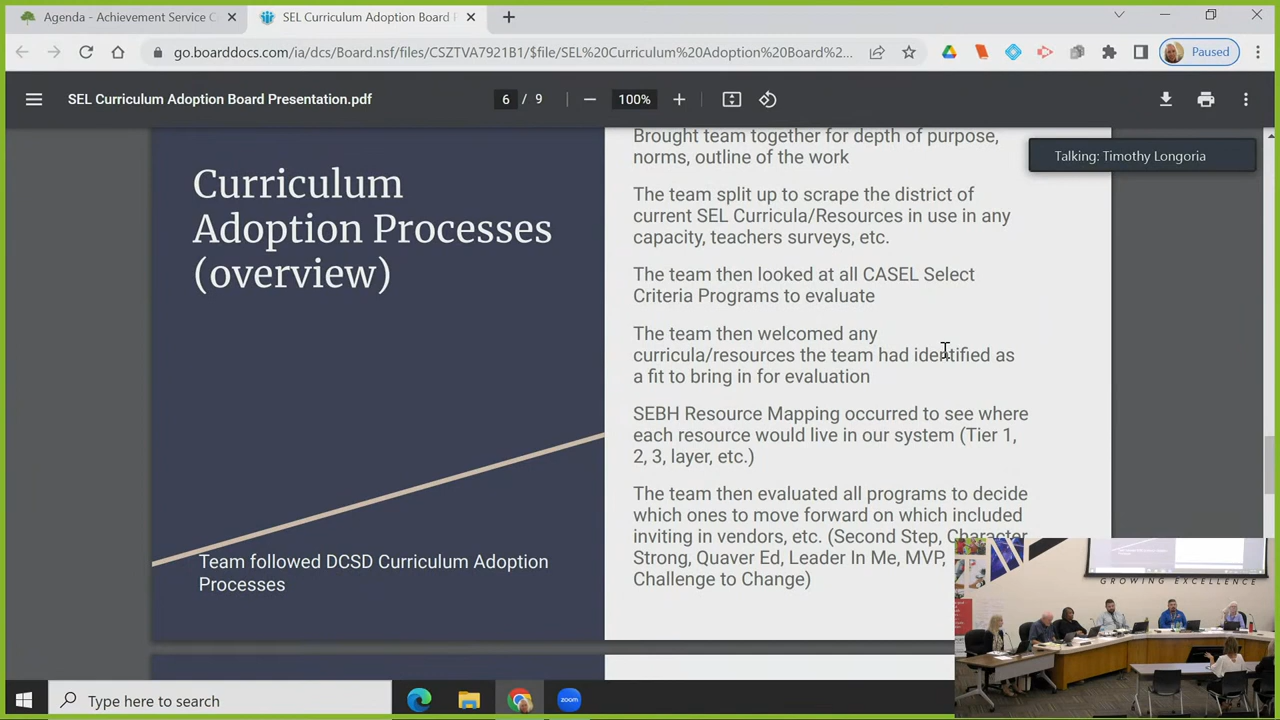 Agenda - Achievement Service C
SEL Curriculum Adoption Board P
go.boarddocs.com/ia/dcs/Board.nsf/files/CSZTVA7921B1/$file/SEL%20Curriculum%20Adoption%20Board%2...
Paused
SEL Curriculum Adoption Board Presentation.pdf
6 / 9
100%
Talking: Timothy Longoria
Curriculum
Adoption Processes
(overview)
Team followed DCSD Curriculum Adoption
Processes
Brought team together for depth of purpose,
norms, outline of the work
The team split up to scrape the district of
current SEL Curricula/Resources in use in any
capacity, teachers surveys, etc.
The team then looked at all CASEL Select
Criteria Programs to evaluate
The team then welcomed any
curricula/resources the team had identified as
a fit to bring in for evaluation
SEBH Resource Mapping occurred to see where
each resource would live in our system (Tier 1,
2, 3, layer, etc.)
The team then evaluated all programs to decide
which ones to move forward on which included
inviting in vendors, etc. (Second Step, Character
Strong, Quaver Ed, Leader In Me, MVP,
Challenge to Change)
GROWING EXCELLENCE
Type here to search
zoom